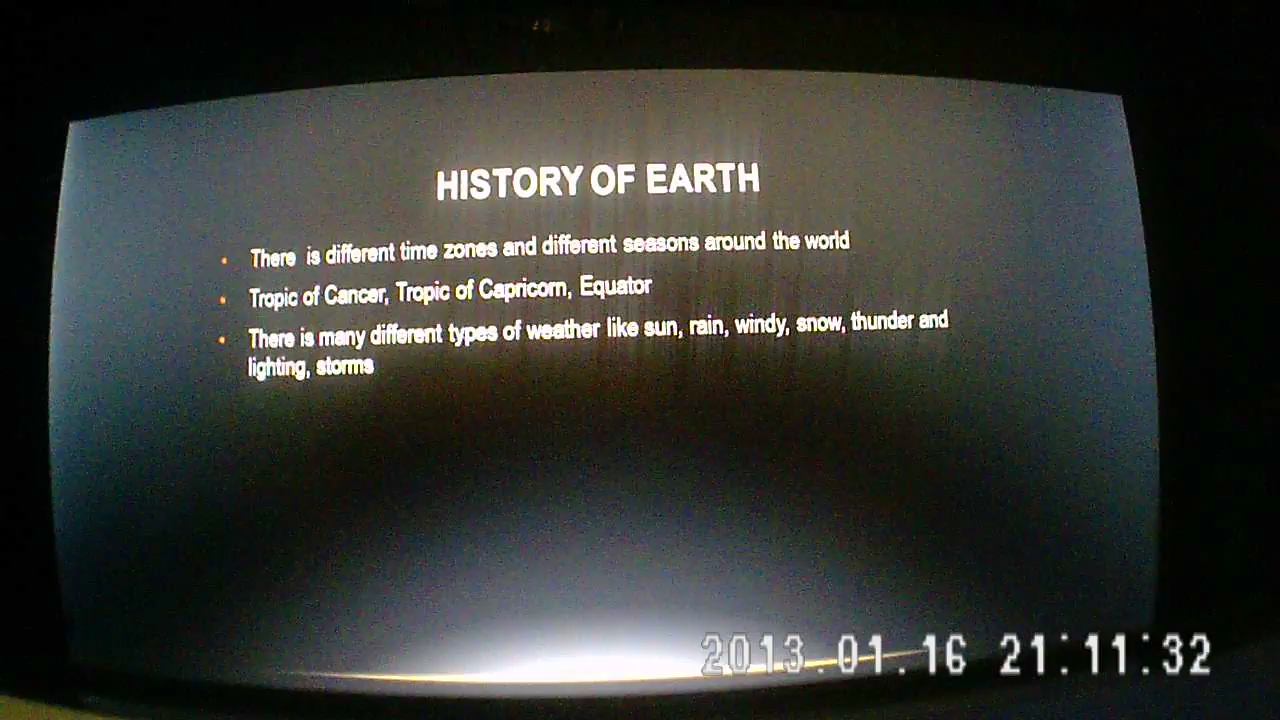 HISTORY OF EARTH
• There is different time zones and different seasons around the world
• Tropic of Cancer, Tropic of Capricorn, Equator
• There is many different types of weather like sun, rain, windy, snow, thunder and
lighting, storms
2013.01.16 21:11:32